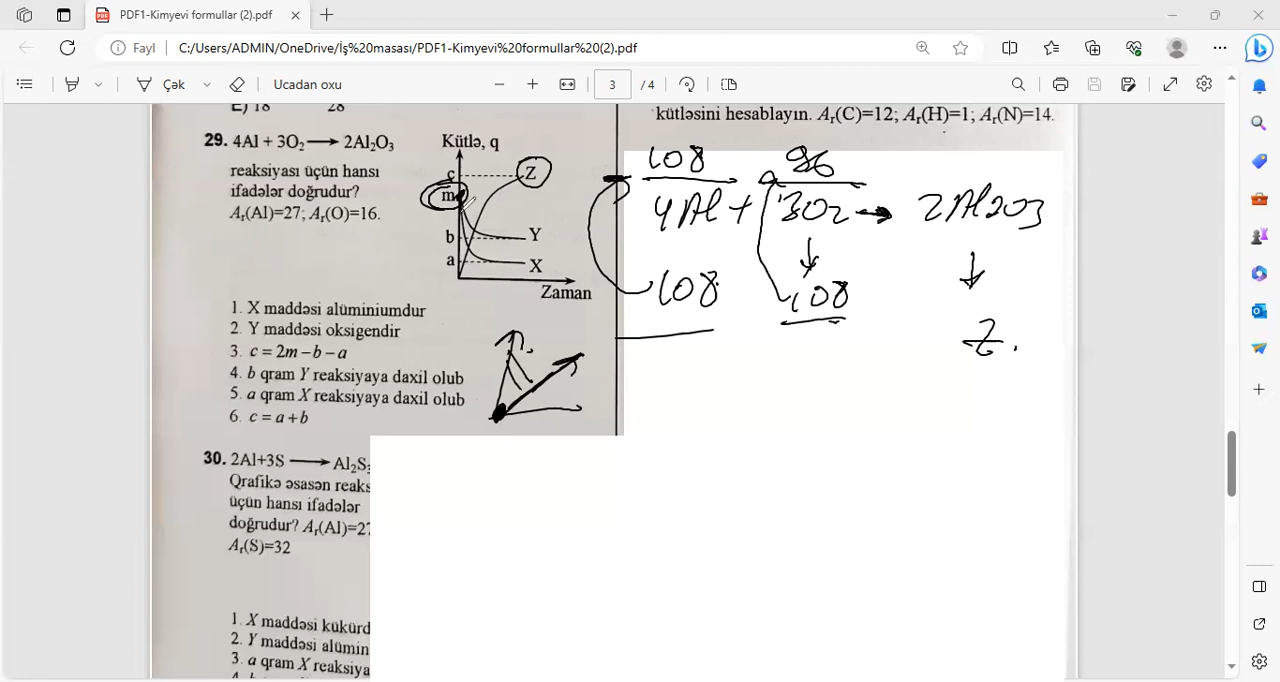 PDF1-Kimyevi formullar (2).pdf
Fayl
C:/Users/ADMIN/OneDrive/İş%20masası/PDF1-Kimyevi%20formullar%20(2).pdf
Çək
Ucadan oxu
3 / 4
E) 18 28
29. 4Al + 3O₂ ⟶ 2Al₂O₃
reaksiyası üçün hansı
ifadələr doğrudur?
Aᵣ(Al)=27; Aᵣ(O)=16.
Kütlə, q
c
m
b
a
Z
Y
X
Zaman
1. X maddəsi alüminiumdur
2. Y maddəsi oksigendir
3. c = 2m − b − a
4. b qram Y reaksiyaya daxil olub
5. a qram X reaksiyaya daxil olub
6. c = a + b
30. 2Al+3S ⟶ Al₂S₃
Qrafikə əsasən reaks
üçün hansı ifadələr
doğrudur? Aᵣ(Al)=27
Aᵣ(S)=32
1. X maddəsi kükürd
2. Y maddəsi alümin
3. a qram X reaksiya
kütləsini hesablayın. Aᵣ(C)=12; Aᵣ(H)=1; Aᵣ(N)=14.
108 96
4Al + 3O2 → 2Al2O3
108 108
Z.